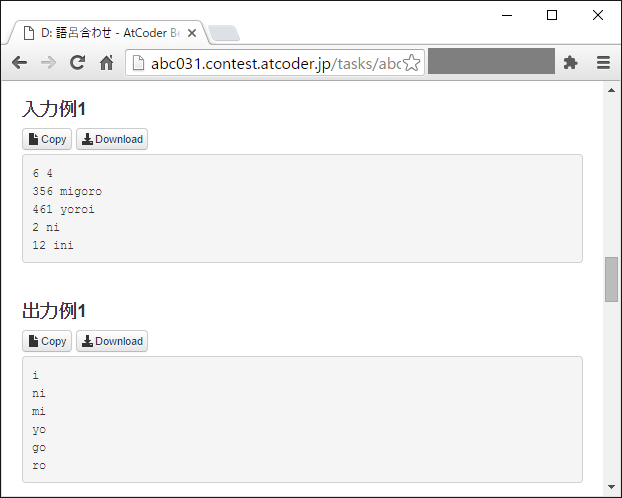 D: 語呂合わせ - AtCoder Be
abc031.contest.atcoder.jp/tasks/abc
入力例1
Copy Download
6 4
356 migoro
461 yoroi
2 ni
12 ini
出力例1
Copy Download
i
ni
mi
yo
go
ro